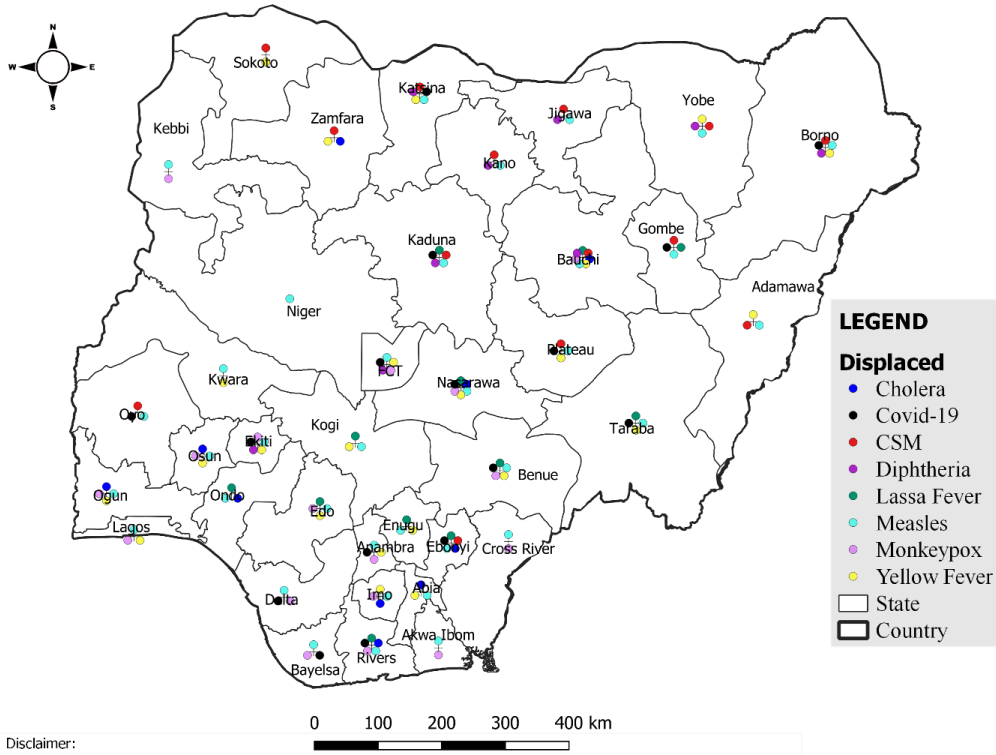 N
W E
S
Sokoto
Katsina
Kebbi
Zamfara
Jigawa
Yobe
Borno
Kano
Kaduna
Bauchi
Gombe
Adamawa
Niger
Plateau
FCT
Kwara
Nasarawa
Oyo
Kogi
Taraba
Ekiti
Osun
Benue
Ogun
Ondo
Edo
Lagos
Enugu
Anambra
Ebonyi
Cross River
Delta
Imo
Abia
Akwa Ibom
Bayelsa
Rivers
LEGEND
Displaced
Cholera
Covid-19
CSM
Diphtheria
Lassa Fever
Measles
Monkeypox
Yellow Fever
State
Country
0 100 200 300 400 km
Disclaimer: